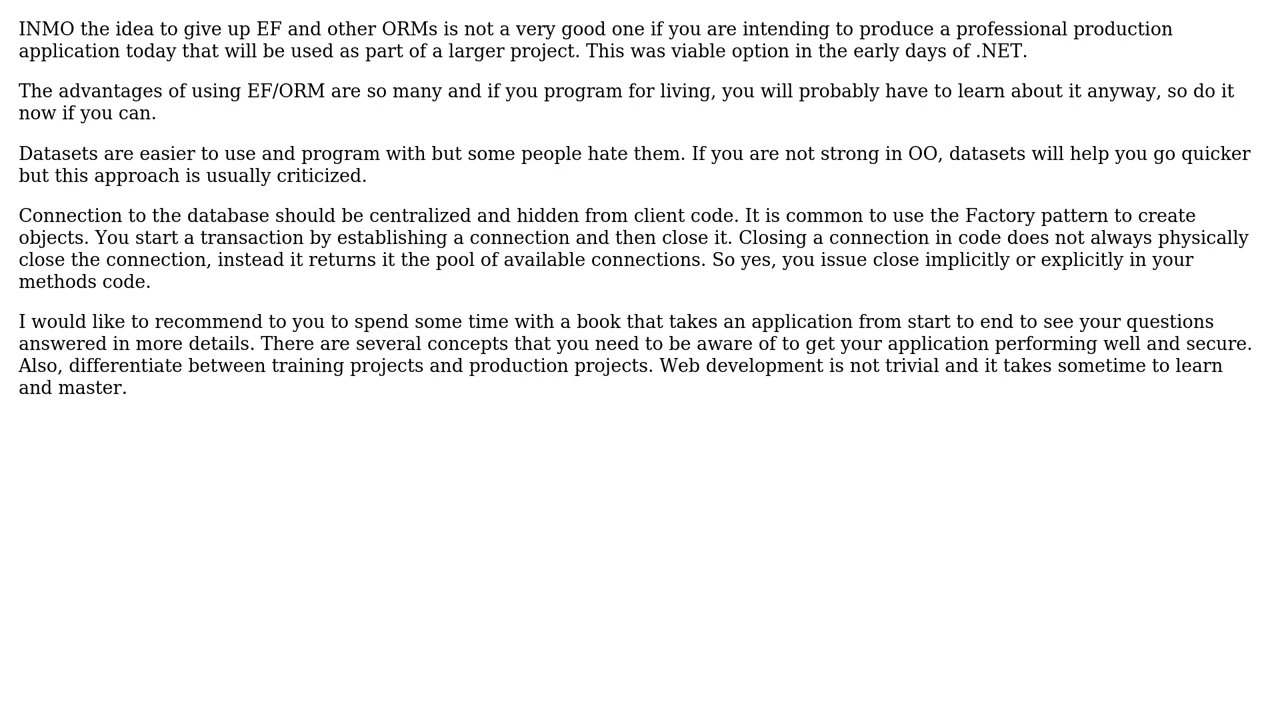 INMO the idea to give up EF and other ORMs is not a very good one if you are intending to produce a professional production
application today that will be used as part of a larger project. This was viable option in the early days of .NET.
The advantages of using EF/ORM are so many and if you program for living, you will probably have to learn about it anyway, so do it
now if you can.
Datasets are easier to use and program with but some people hate them. If you are not strong in OO, datasets will help you go quicker
but this approach is usually criticized.
Connection to the database should be centralized and hidden from client code. It is common to use the Factory pattern to create
objects. You start a transaction by establishing a connection and then close it. Closing a connection in code does not always physically
close the connection, instead it returns it the pool of available connections. So yes, you issue close implicitly or explicitly in your
methods code.
I would like to recommend to you to spend some time with a book that takes an application from start to end to see your questions
answered in more details. There are several concepts that you need to be aware of to get your application performing well and secure.
Also, differentiate between training projects and production projects. Web development is not trivial and it takes sometime to learn
and master.